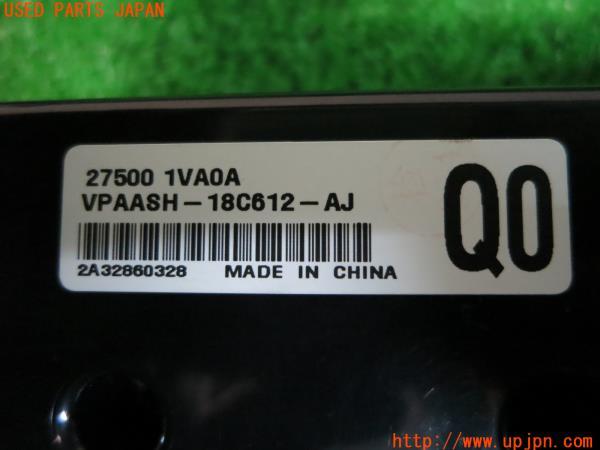 USED PARTS JAPAN
27500 1VA0A
VPAASH-18C612-AJ
Q0
2A32860328 MADE IN CHINA
http://www.upjpn.com